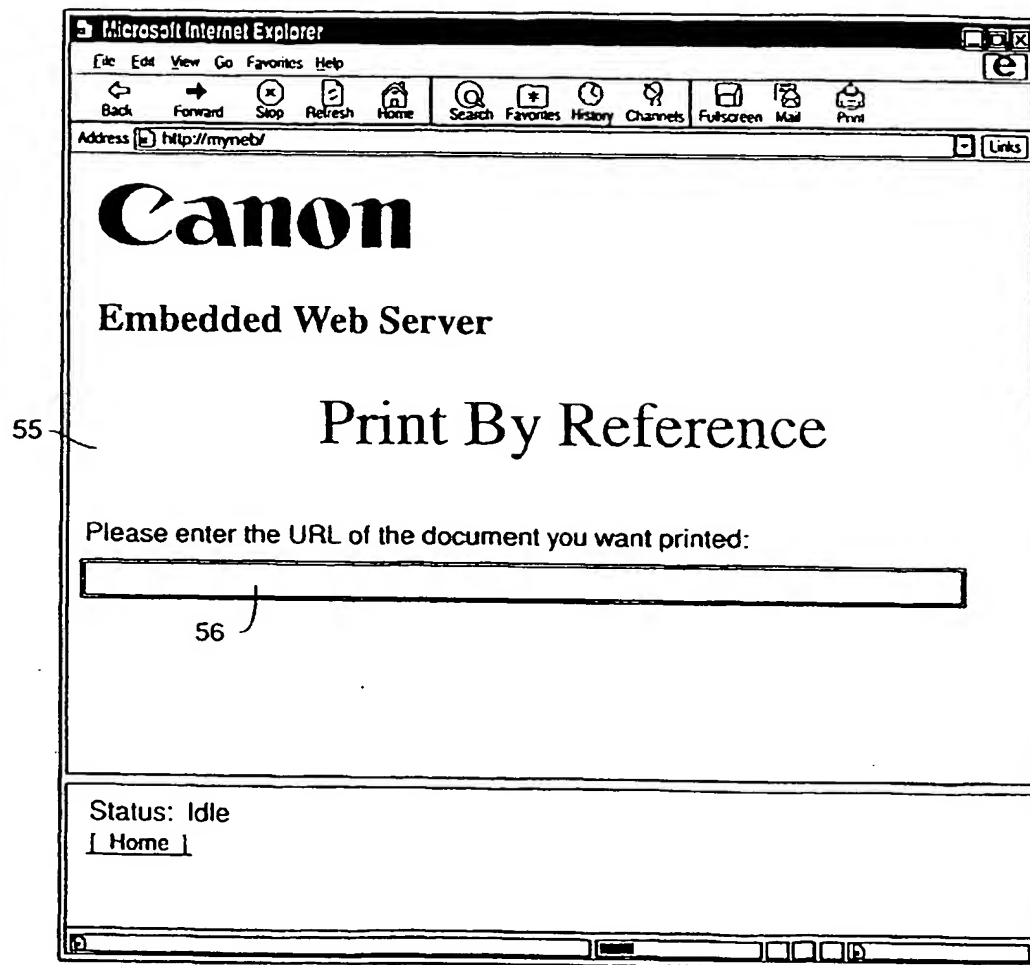 Microsoft Internet Explorer
File Edit View Go Favorites Help
Back Forward Stop Refresh Home Search Favorites History Channels Fullscreen Mail Print
Address http://myneb/ Links
Canon
Embedded Web Server
Print By Reference
55
Please enter the URL of the document you want printed:
56
Status: Idle
[ Home ]